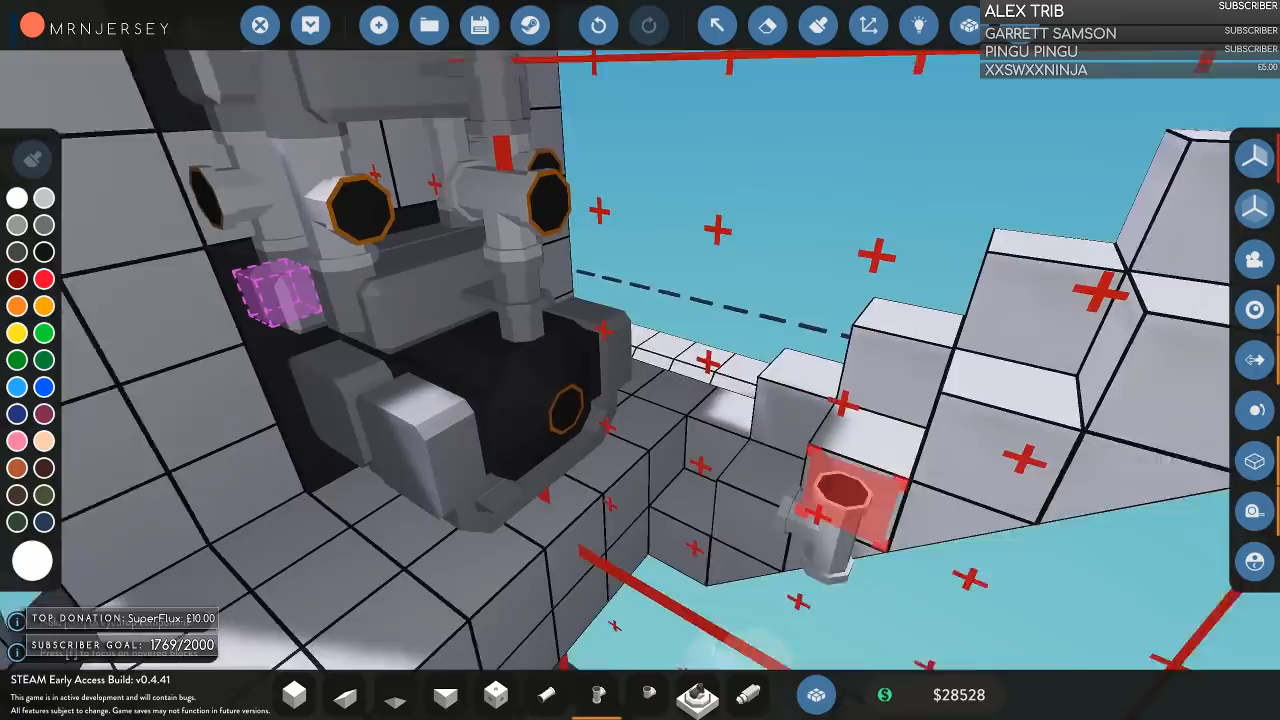 MRNJERSEY
ALEX TRIB SUBSCRIBER
GARRETT SAMSON SUBSCRIBER
PINGU PINGU SUBSCRIBER
XXSWXXNINJA £5.00
TOP DONATION: SuperFlux: £10.00
SUBSCRIBER GOAL: 1769/2000
STEAM Early Access Build: v0.4.41
This game is in active development and will contain bugs.
All features subject to change. Game saves may not function in future versions.
$28528